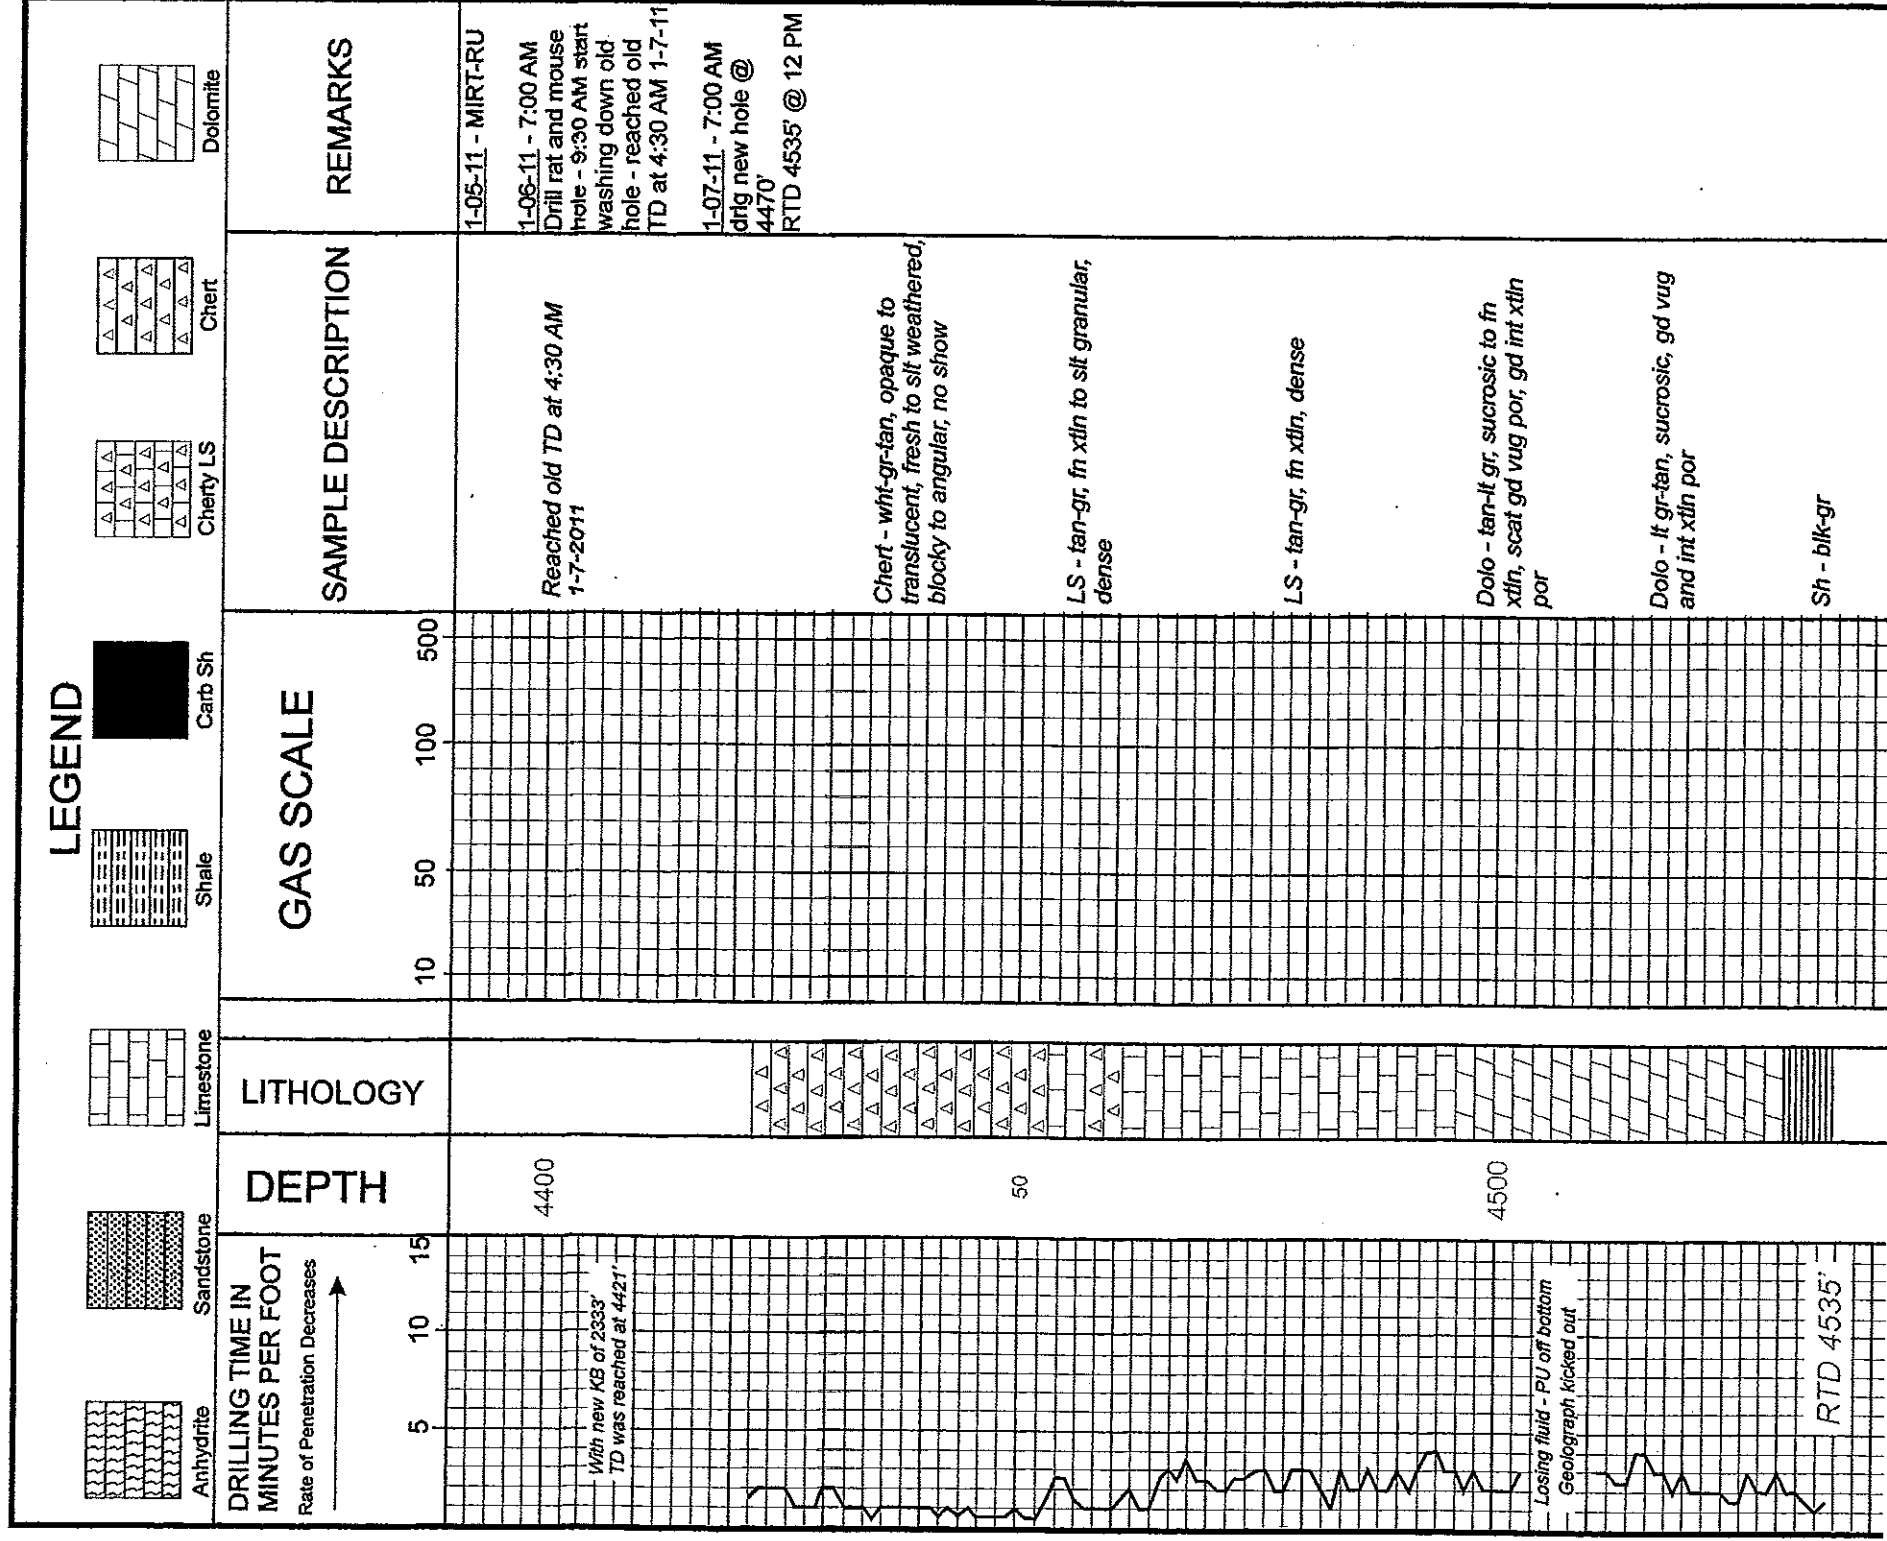 LEGEND
Anhydrite
Sandstone
Limestone
Shale
Carb Sh
Cherty LS
Chert
Dolomite
DRILLING TIME IN
MINUTES PER FOOT
Rate of Penetration Decreases
5 10 15
DEPTH
LITHOLOGY
GAS SCALE
10 50 100 500
SAMPLE DESCRIPTION
REMARKS
With new KB of 2333'
TD was reached at 4421'
Losing fluid - PU off bottom
Geolograph kicked out
RTD 4535'
4400
50
4500
Reached old TD at 4:30 AM
1-7-2011
Chert - wht-gr-tan, opaque to
translucent, fresh to slt weathered,
blocky to angular, no show
LS - tan-gr, fn xtln to slt granular,
dense
LS - tan-gr, fn xtln, dense
Dolo - tan-lt gr, sucrosic to fn
xtln, scat gd vug por, gd int xtln
por
Dolo - lt gr-tan, sucrosic, gd vug
and int xtln por
Sh - blk-gr
1-05-11 - MIRT-RU
1-06-11 - 7:00 AM
Drill rat and mouse
hole - 9:30 AM start
washing down old
hole - reached old
TD at 4:30 AM 1-7-11
1-07-11 - 7:00 AM
drlg new hole @
4470'
RTD 4535' @ 12 PM